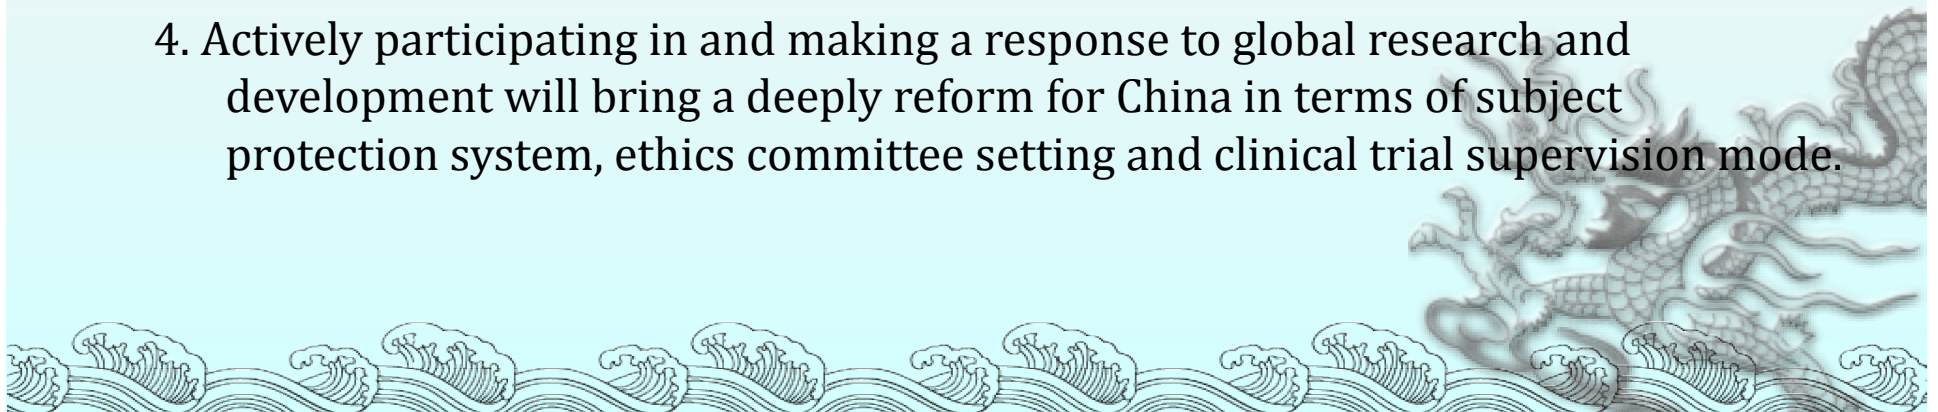 4. Actively participating in and making a response to global research and
development will bring a deeply reform for China in terms of subject
protection system, ethics committee setting and clinical trial supervision mode.